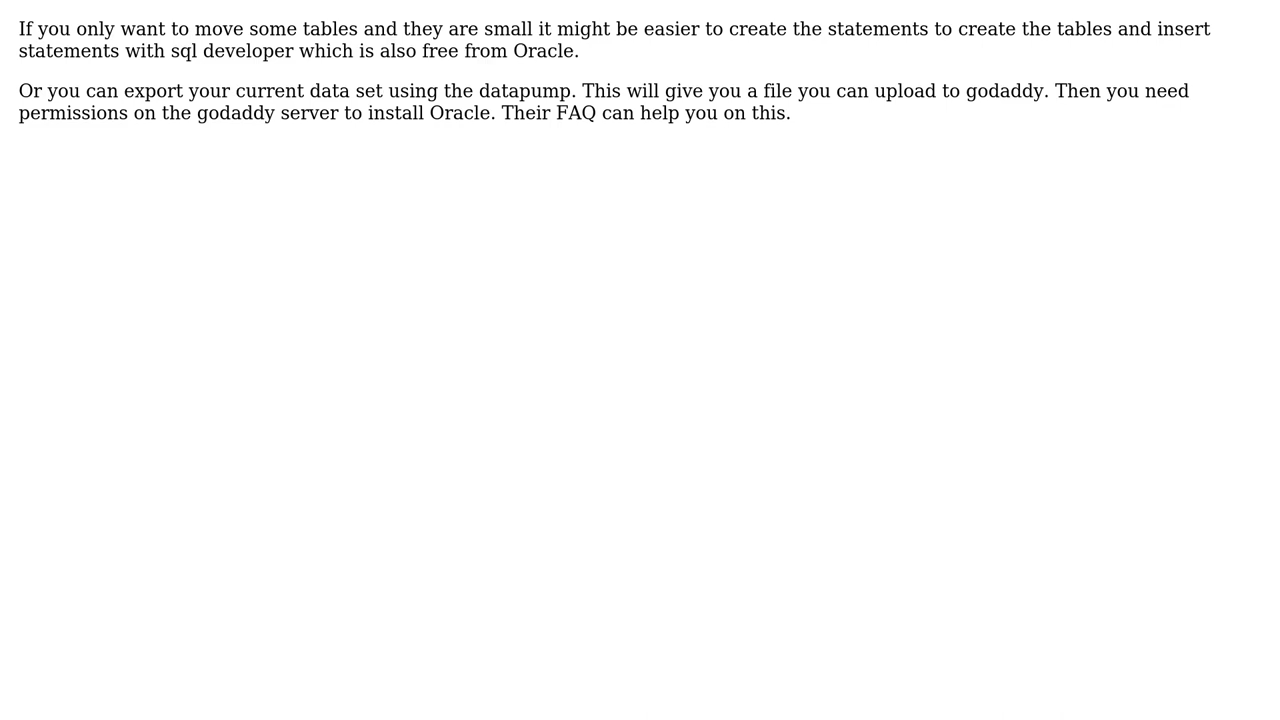 If you only want to move some tables and they are small it might be easier to create the statements to create the tables and insert
statements with sql developer which is also free from Oracle.
Or you can export your current data set using the datapump. This will give you a file you can upload to godaddy. Then you need
permissions on the godaddy server to install Oracle. Their FAQ can help you on this.